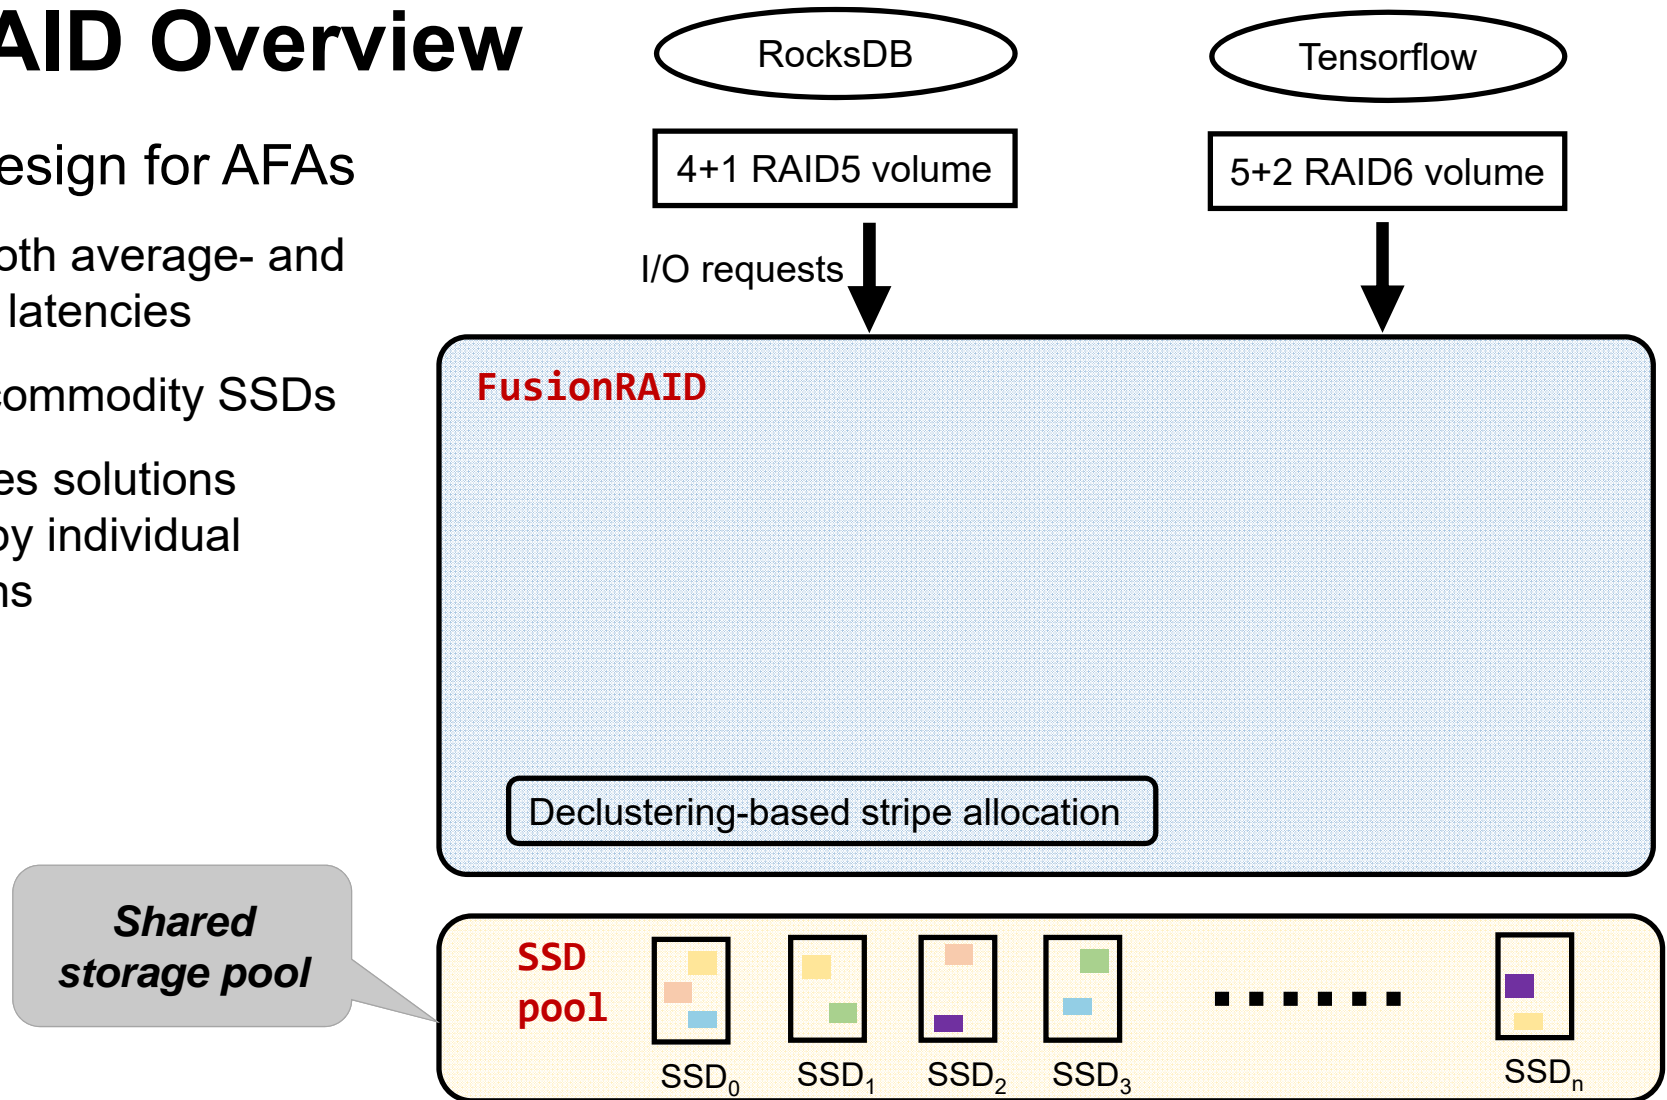 AID Overview
esign for AFAs
oth average- and
latencies
commodity SSDs
es solutions
by individual
ns
RocksDB
Tensorflow
4+1 RAID5 volume
5+2 RAID6 volume
I/O requests
FusionRAID
Declustering-based stripe allocation
Shared
storage pool
SSD
pool
SSD0
SSD1
SSD2
SSD3
SSDn